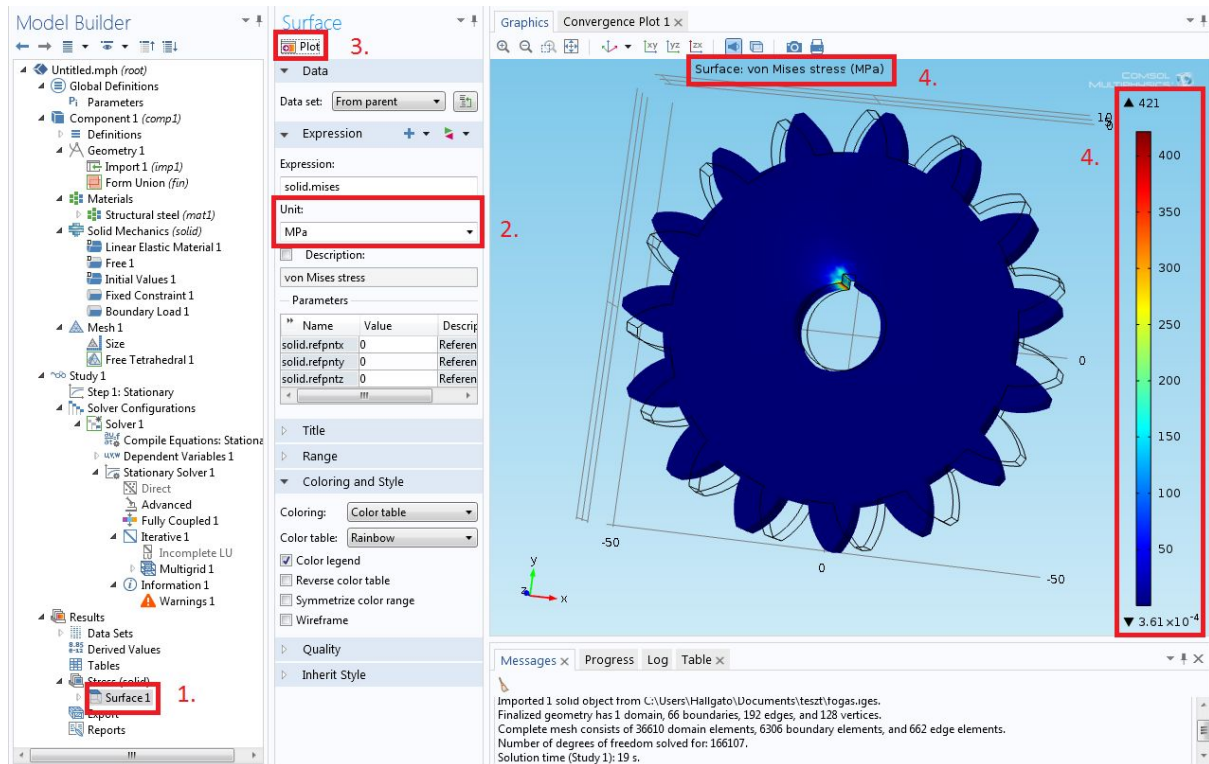 Model Builder
Untitled.mph (root)
Global Definitions
Pi Parameters
Component 1 (comp1)
Definitions
Geometry 1
Import 1 (imp1)
Form Union (fin)
Materials
Structural steel (mat1)
Solid Mechanics (solid)
Linear Elastic Material 1
Free 1
Initial Values 1
Fixed Constraint 1
Boundary Load 1
Mesh 1
Size
Free Tetrahedral 1
Study 1
Step 1: Stationary
Solver Configurations
Solver 1
Compile Equations: Stationa
Dependent Variables 1
Stationary Solver 1
Direct
Advanced
Fully Coupled 1
Iterative 1
Incomplete LU
Multigrid 1
Information 1
Warnings 1
Results
Data Sets
Derived Values
Tables
Stress (solid)
Surface 1
1.
Export
Reports
Surface
Plot
3.
Data
Data set: From parent
Expression
Expression:
solid.mises
Unit:
MPa
2.
Description:
von Mises stress
Parameters
Name Value Descrip
solid.refpntx 0 Referen
solid.refpnty 0 Referen
solid.refpntz 0 Referen
Title
Range
Coloring and Style
Coloring: Color table
Color table: Rainbow
Color legend
Reverse color table
Symmetrize color range
Wireframe
Quality
Inherit Style
Graphics Convergence Plot 1
xy yz zx
Surface: von Mises stress (MPa)
4.
COMSOL
MULTIPHYSICS
▲ 421
4.
400
350
300
250
0
200
150
100
50
-50
0
-50
y
z x
▼ 3.61×10⁻⁴
Messages Progress Log Table
Imported 1 solid object from C:\Users\Hallgato\Documents\teszt\fogas.iges.
Finalized geometry has 1 domain, 66 boundaries, 192 edges, and 128 vertices.
Complete mesh consists of 36610 domain elements, 6306 boundary elements, and 662 edge elements.
Number of degrees of freedom solved for: 166107.
Solution time (Study 1): 19 s.